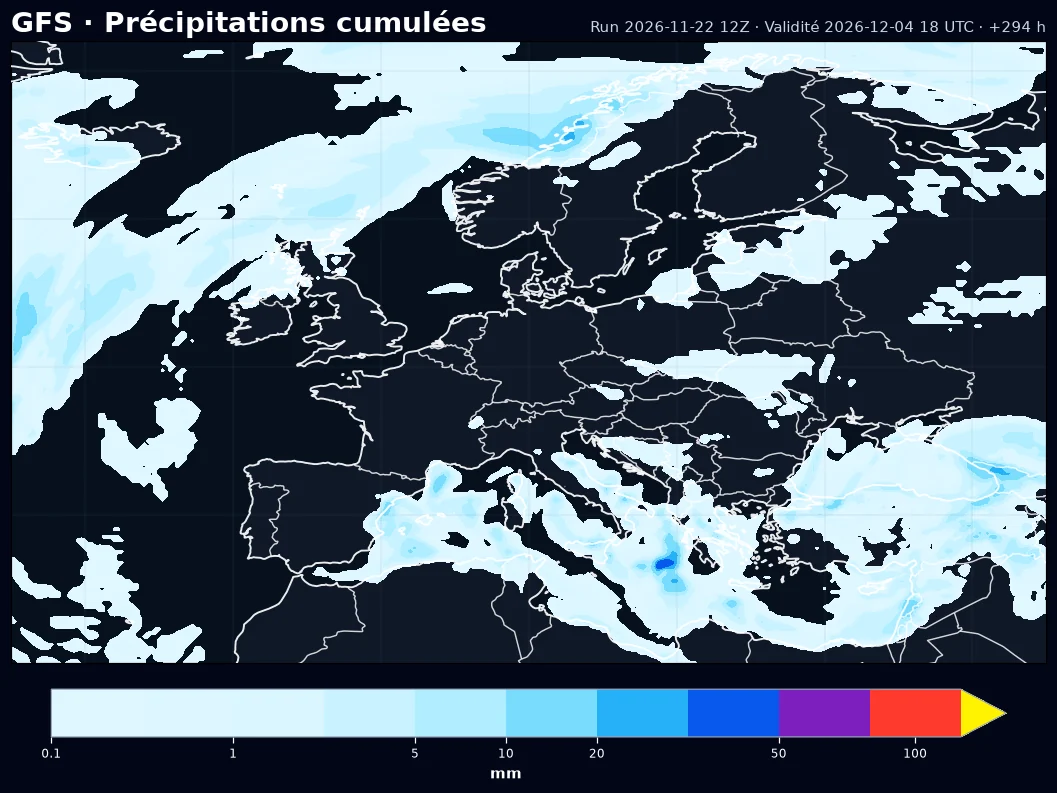 GFS · Précipitations cumulées
Run 2026-11-22 12Z · Validité 2026-12-04 18 UTC · +294 h
0.1 1 5 10 20 50 100
mm